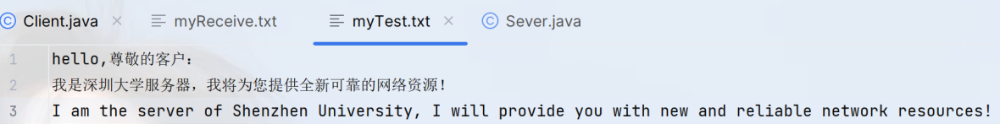 Client.java myReceive.txt myTest.txt Sever.java
1 hello,尊敬的客户：
2 我是深圳大学服务器，我将为您提供全新可靠的网络资源！
3 I am the server of Shenzhen University, I will provide you with new and reliable network resources!